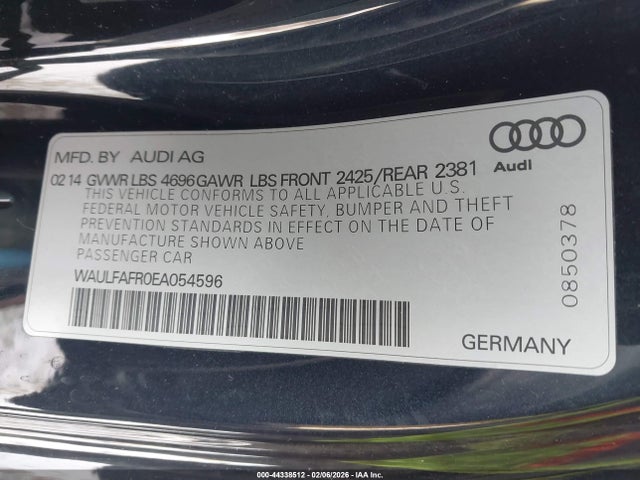 MFD. BY AUDI AG
Audi
02 14 GVWR LBS 4696 GAWR LBS FRONT 2425/REAR 2381
THIS VEHICLE CONFORMS TO ALL APPLICABLE U.S.
FEDERAL MOTOR VEHICLE SAFETY, BUMPER AND THEFT
PREVENTION STANDARDS IN EFFECT ON THE DATE OF
MANUFACTURE SHOWN ABOVE
PASSENGER CAR
WAULFAFR0EA054596
0850378
GERMANY
000-44338512 - 02/06/2026 - IAA Inc.